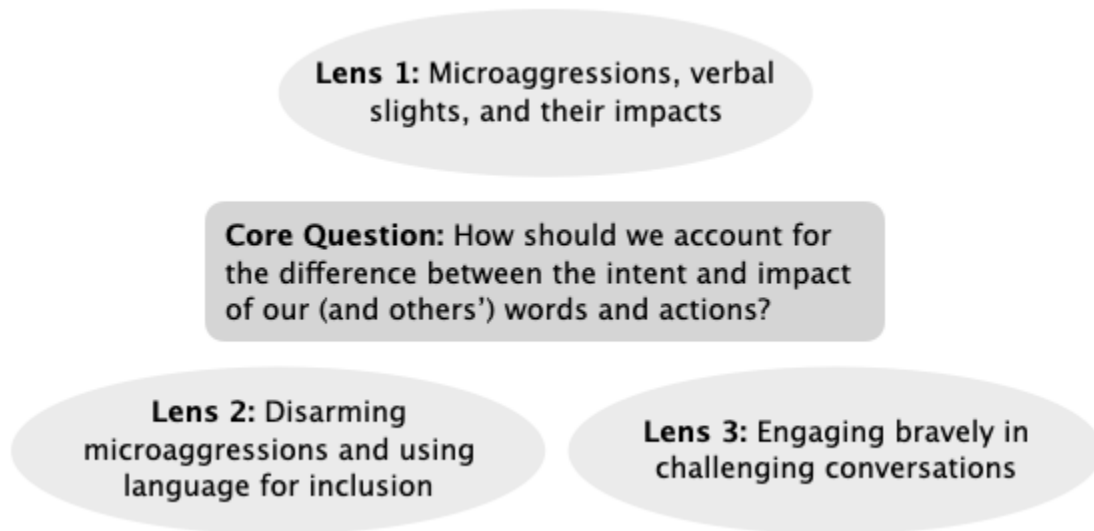 Lens 1: Microaggressions, verbal
slights, and their impacts
Core Question: How should we account for
the difference between the intent and impact
of our (and others’) words and actions?
Lens 2: Disarming
microaggressions and using
language for inclusion
Lens 3: Engaging bravely in
challenging conversations